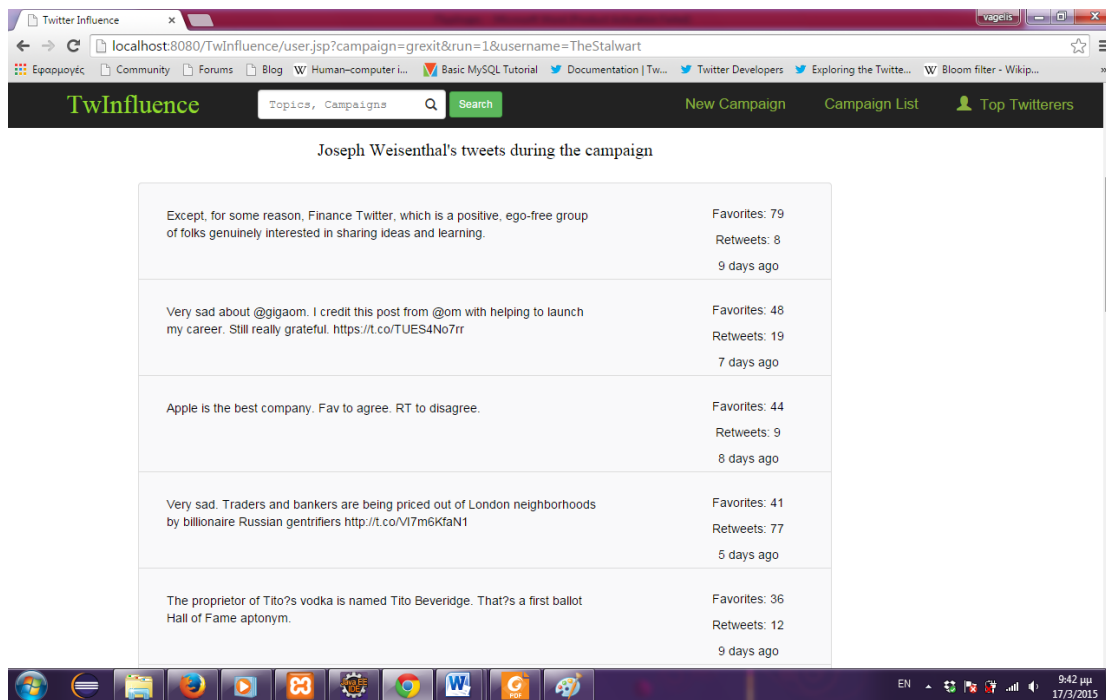 Twitter Influence
vagelis
localhost:8080/TwInfluence/user.jsp?campaign=grexit&run=1&username=TheStalwart
Εφαρμογές Community Forums Blog W Human–computer i... Basic MySQL Tutorial Documentation | Tw... Twitter Developers Exploring the Twitte... W Bloom filter - Wikip... »
TwInfluence Topics, Campaigns Search New Campaign Campaign List Top Twitterers
Joseph Weisenthal's tweets during the campaign
Except, for some reason, Finance Twitter, which is a positive, ego-free group
of folks genuinely interested in sharing ideas and learning.
Favorites: 79
Retweets: 8
9 days ago
Very sad about @gigaom. I credit this post from @om with helping to launch
my career. Still really grateful. https://t.co/TUES4No7rr
Favorites: 48
Retweets: 19
7 days ago
Apple is the best company. Fav to agree. RT to disagree.
Favorites: 44
Retweets: 9
8 days ago
Very sad. Traders and bankers are being priced out of London neighborhoods
by billionaire Russian gentrifiers http://t.co/VI7m6KfaN1
Favorites: 41
Retweets: 77
5 days ago
The proprietor of Tito?s vodka is named Tito Beveridge. That?s a first ballot
Hall of Fame aptonym.
Favorites: 36
Retweets: 12
9 days ago
EN
9:42 μμ
17/3/2015